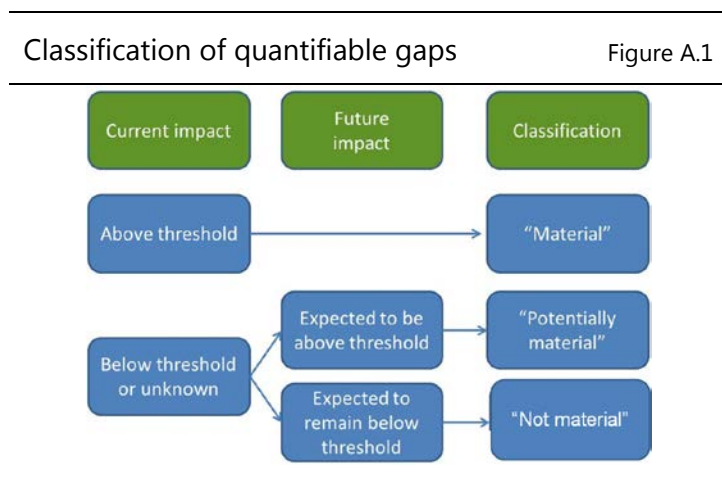 Classification of quantifiable gaps Figure A.1
Current impact
Future
impact
Classification
Above threshold
“Material”
Below threshold
or unknown
Expected to be
above threshold
“Potentially
material”
Expected to
remain below
threshold
"Not material"